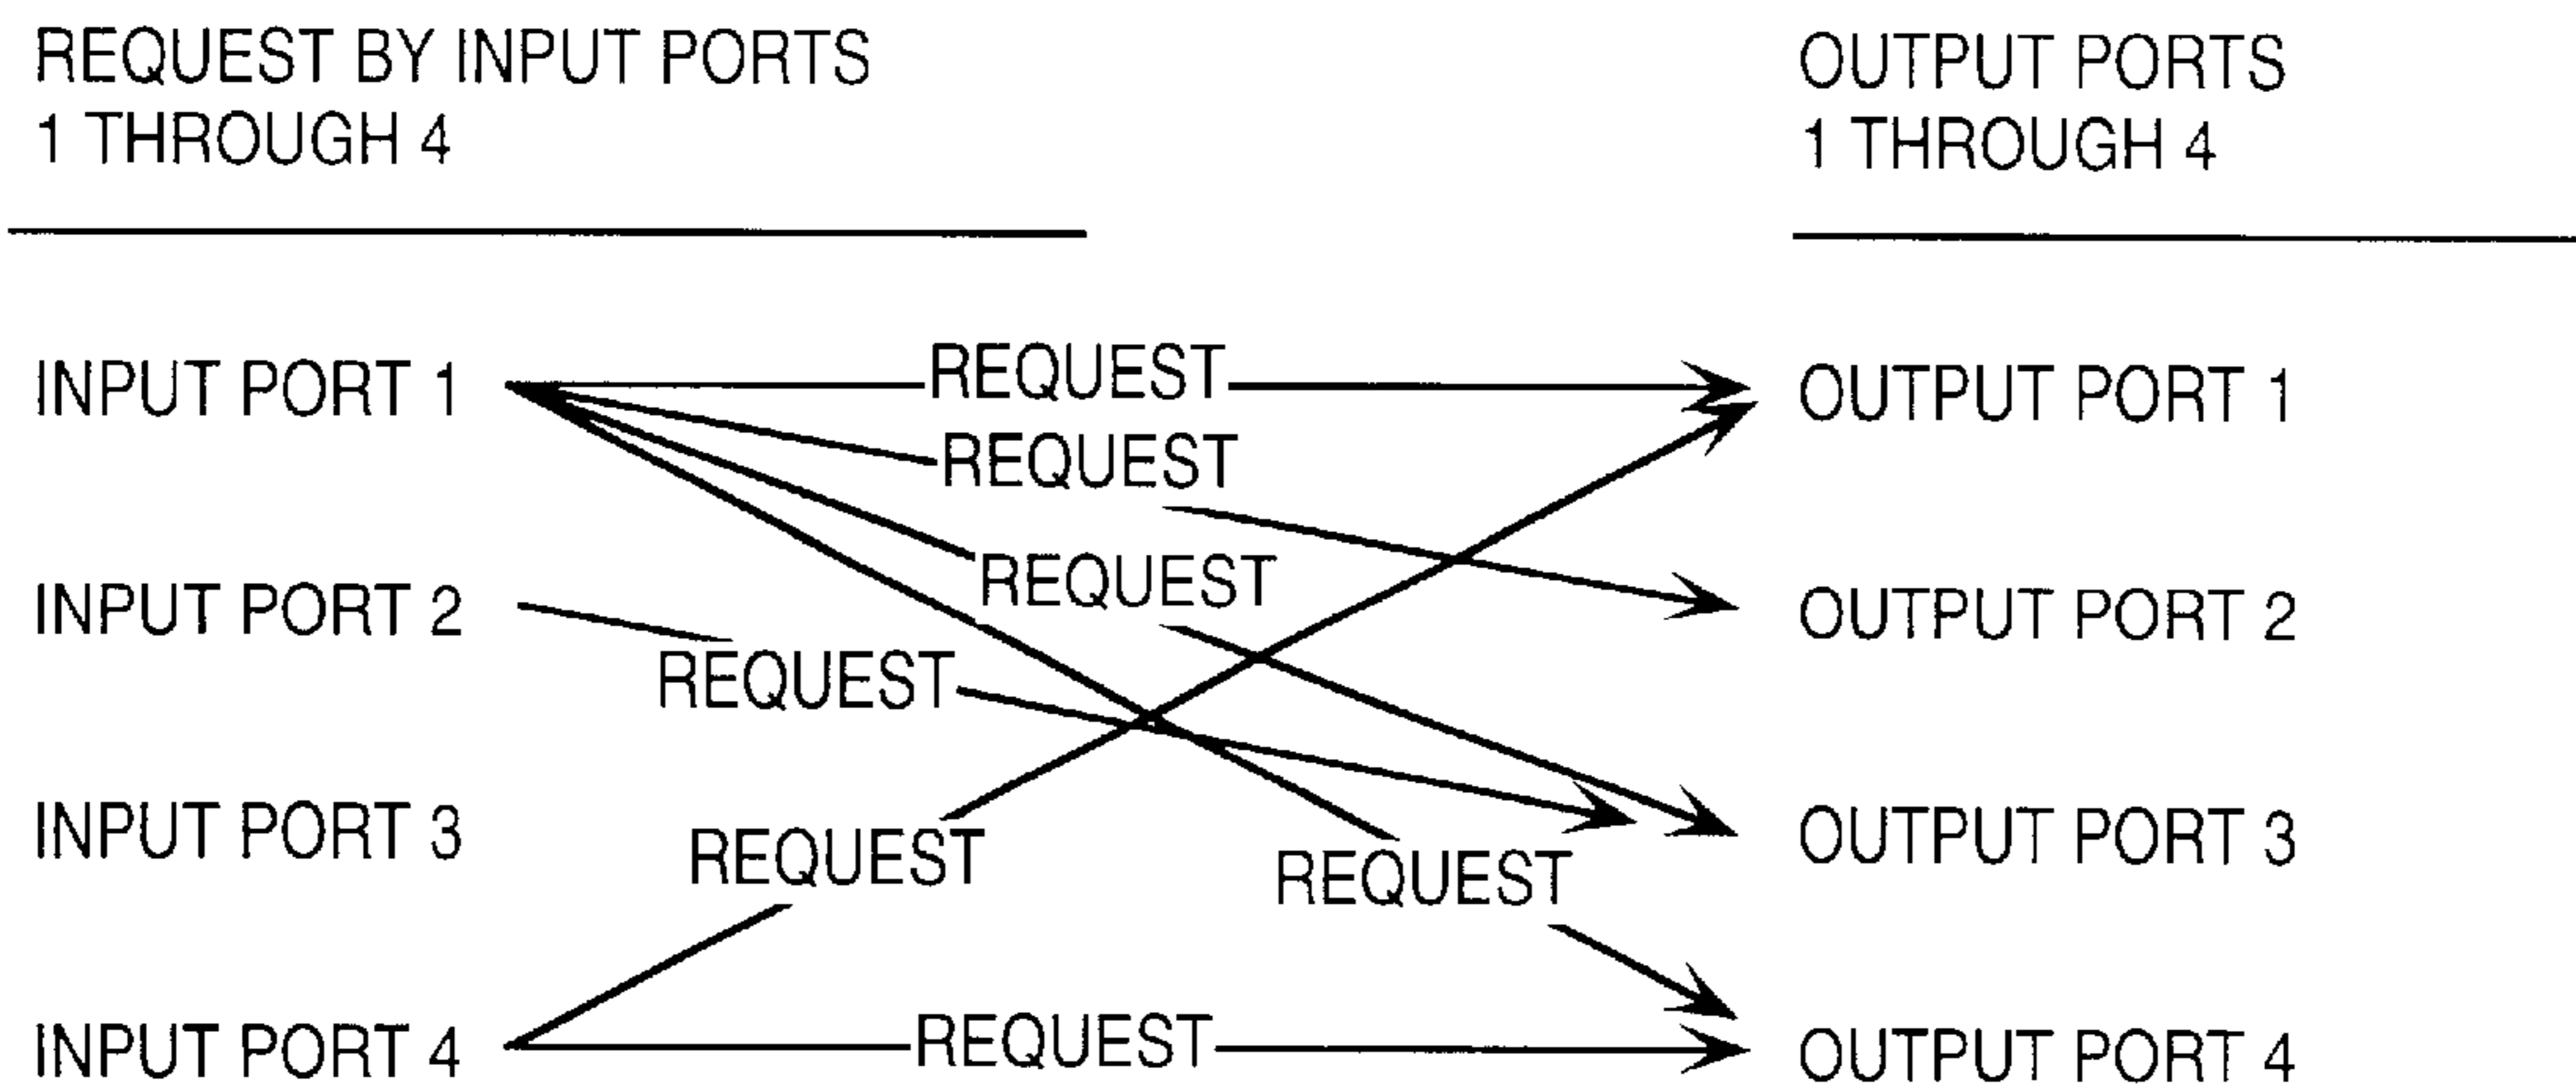 REQUEST BY INPUT PORTS
1 THROUGH 4
OUTPUT PORTS
1 THROUGH 4
INPUT PORT 1
REQUEST
OUTPUT PORT 1
REQUEST
REQUEST
INPUT PORT 2
OUTPUT PORT 2
REQUEST
INPUT PORT 3
REQUEST
REQUEST
OUTPUT PORT 3
INPUT PORT 4
REQUEST
OUTPUT PORT 4